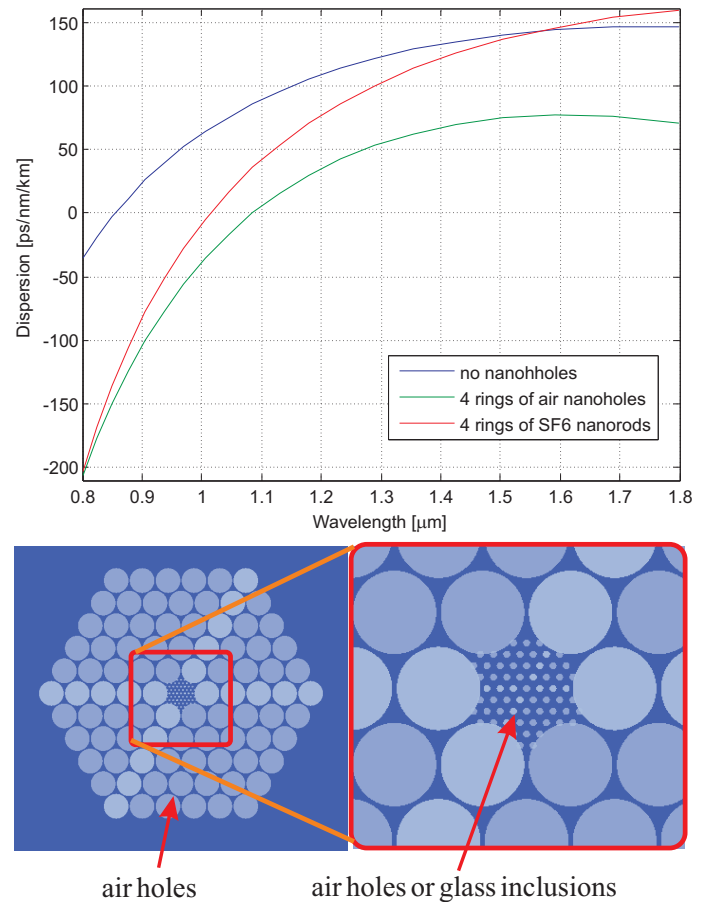 150
100
50
0
-50
-100
-150
-200
Dispersion [ps/nm/km]
no nanohholes
4 rings of air nanoholes
4 rings of SF6 nanorods
0.8 0.9 1 1.1 1.2 1.3 1.4 1.5 1.6 1.7 1.8
Wavelength [μm]
air holes
air holes or glass inclusions